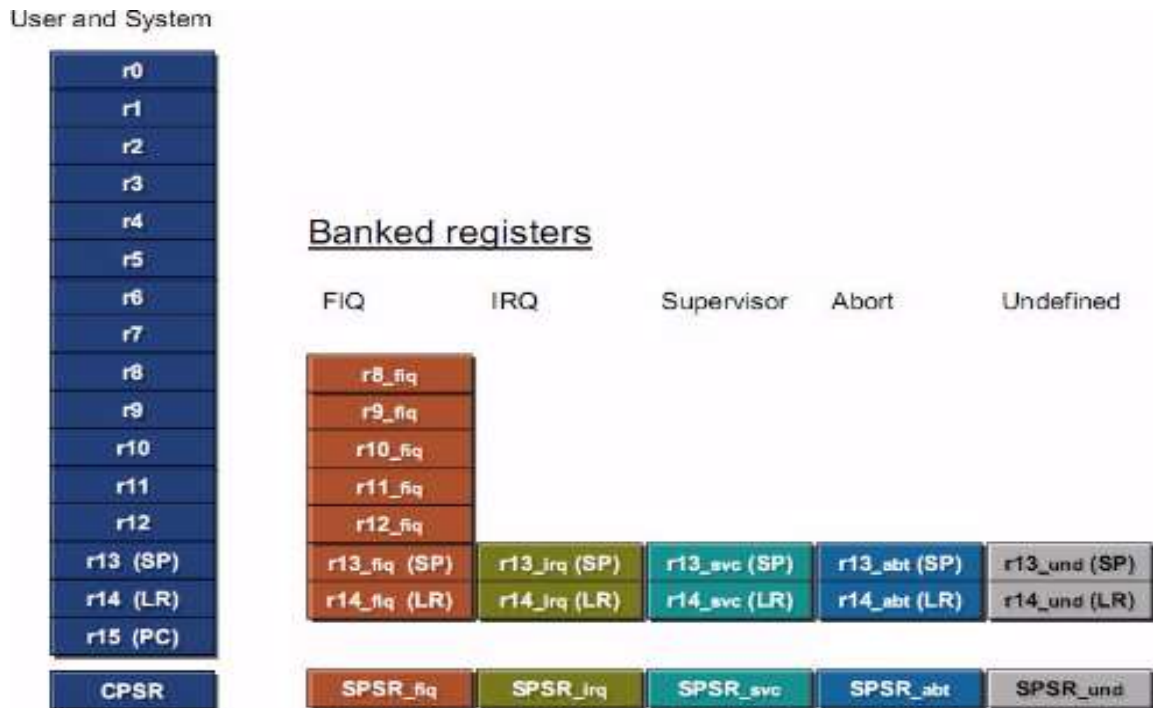 User and System
r0
r1
r2
r3
r4
r5
r6
r7
r8
r9
r10
r11
r12
r13 (SP)
r14 (LR)
r15 (PC)
CPSR
Banked registers
FIQ IRQ Supervisor Abort Undefined
r8_fiq
r9_fiq
r10_fiq
r11_fiq
r12_fiq
r13_fiq (SP) r13_irq (SP) r13_svc (SP) r13_abt (SP) r13_und (SP)
r14_fiq (LR) r14_irq (LR) r14_svc (LR) r14_abt (LR) r14_und (LR)
SPSR_fiq SPSR_irq SPSR_svc SPSR_abt SPSR_und